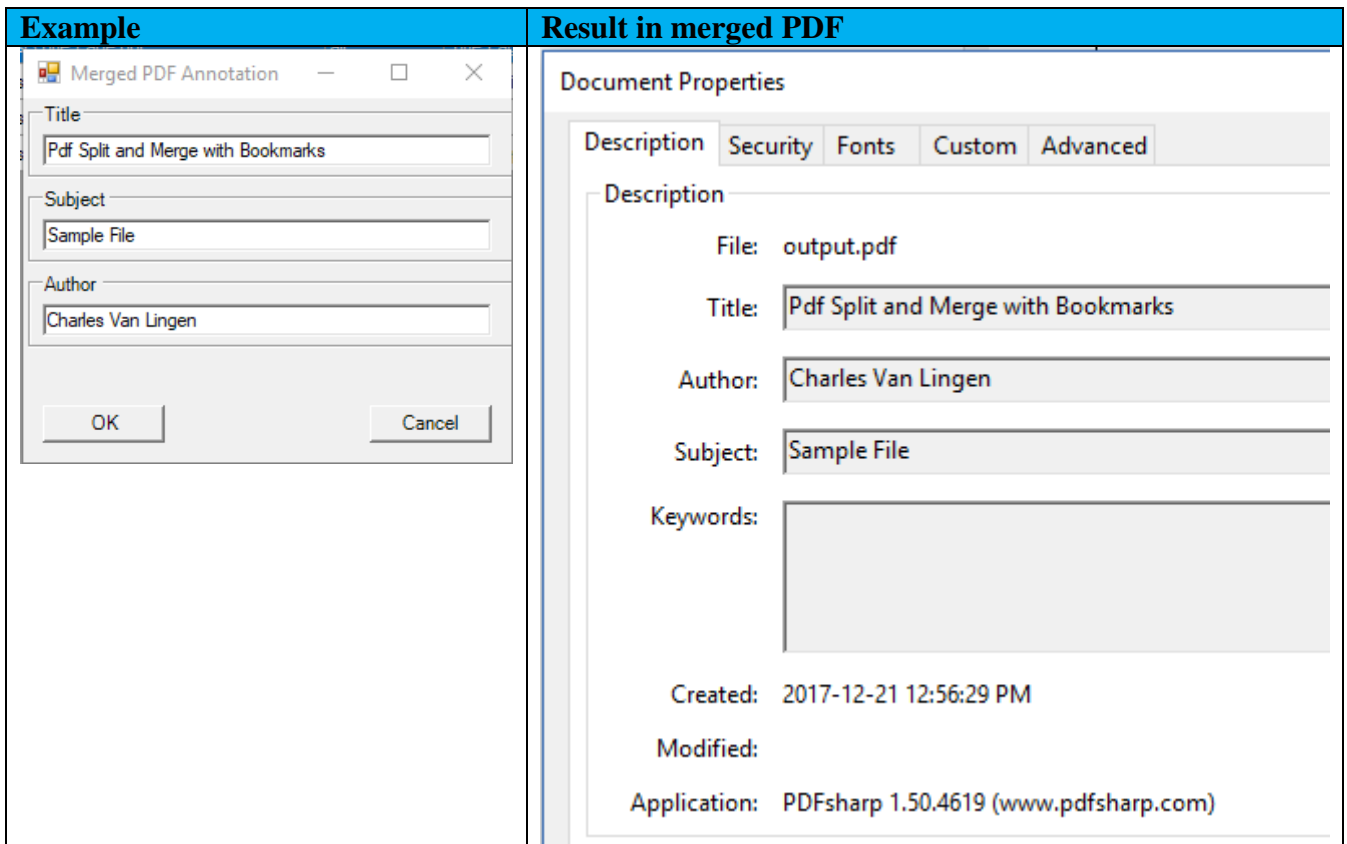 Example
Result in merged PDF
Merged PDF Annotation
Title
Pdf Split and Merge with Bookmarks
Subject
Sample File
Author
Charles Van Lingen
OK
Cancel
Document Properties
Description Security Fonts Custom Advanced
Description
File: output.pdf
Title: Pdf Split and Merge with Bookmarks
Author: Charles Van Lingen
Subject: Sample File
Keywords:
Created: 2017-12-21 12:56:29 PM
Modified:
Application: PDFsharp 1.50.4619 (www.pdfsharp.com)